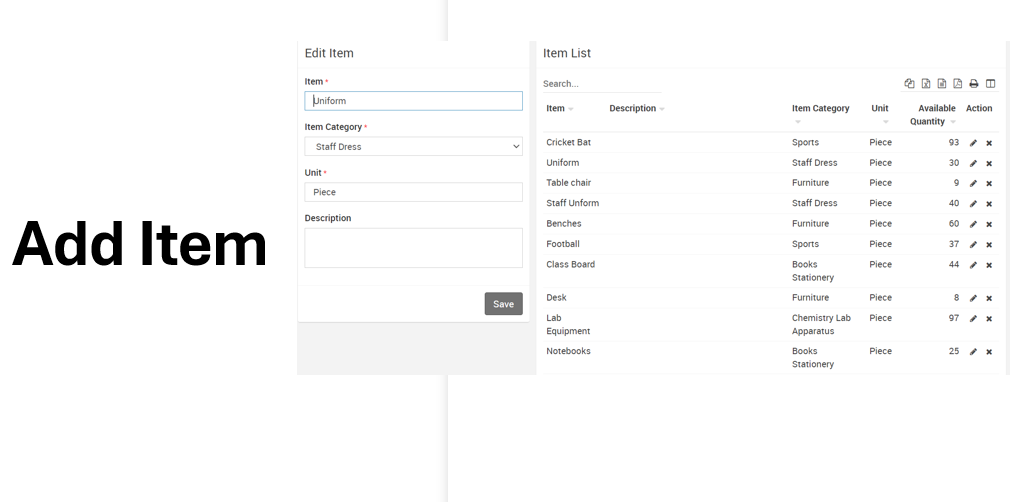 Add Item
Edit Item
Item *
Uniform
Item Category *
Staff Dress
Unit *
Piece
Description
Save
Item List
Search...
Item Description Item Category Unit Available Quantity Action
Cricket Bat Sports Piece 93
Uniform Staff Dress Piece 30
Table chair Furniture Piece 9
Staff Unform Staff Dress Piece 40
Benches Furniture Piece 60
Football Sports Piece 37
Class Board Books Stationery Piece 44
Desk Furniture Piece 8
Lab Equipment Chemistry Lab Apparatus Piece 97
Notebooks Books Stationery Piece 25